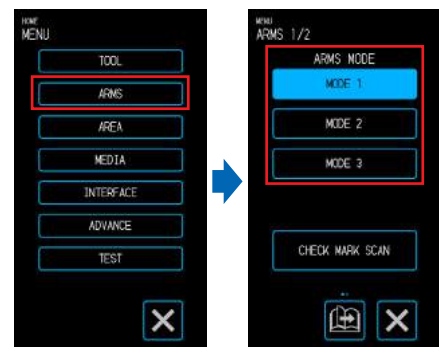 HOME
MENU
TOOL
ARMS
AREA
MEDIA
INTERFACE
ADVANCE
TEST
MENU
ARMS 1/2
ARMS MODE
MODE 1
MODE 2
MODE 3
CHECK MARK SCAN